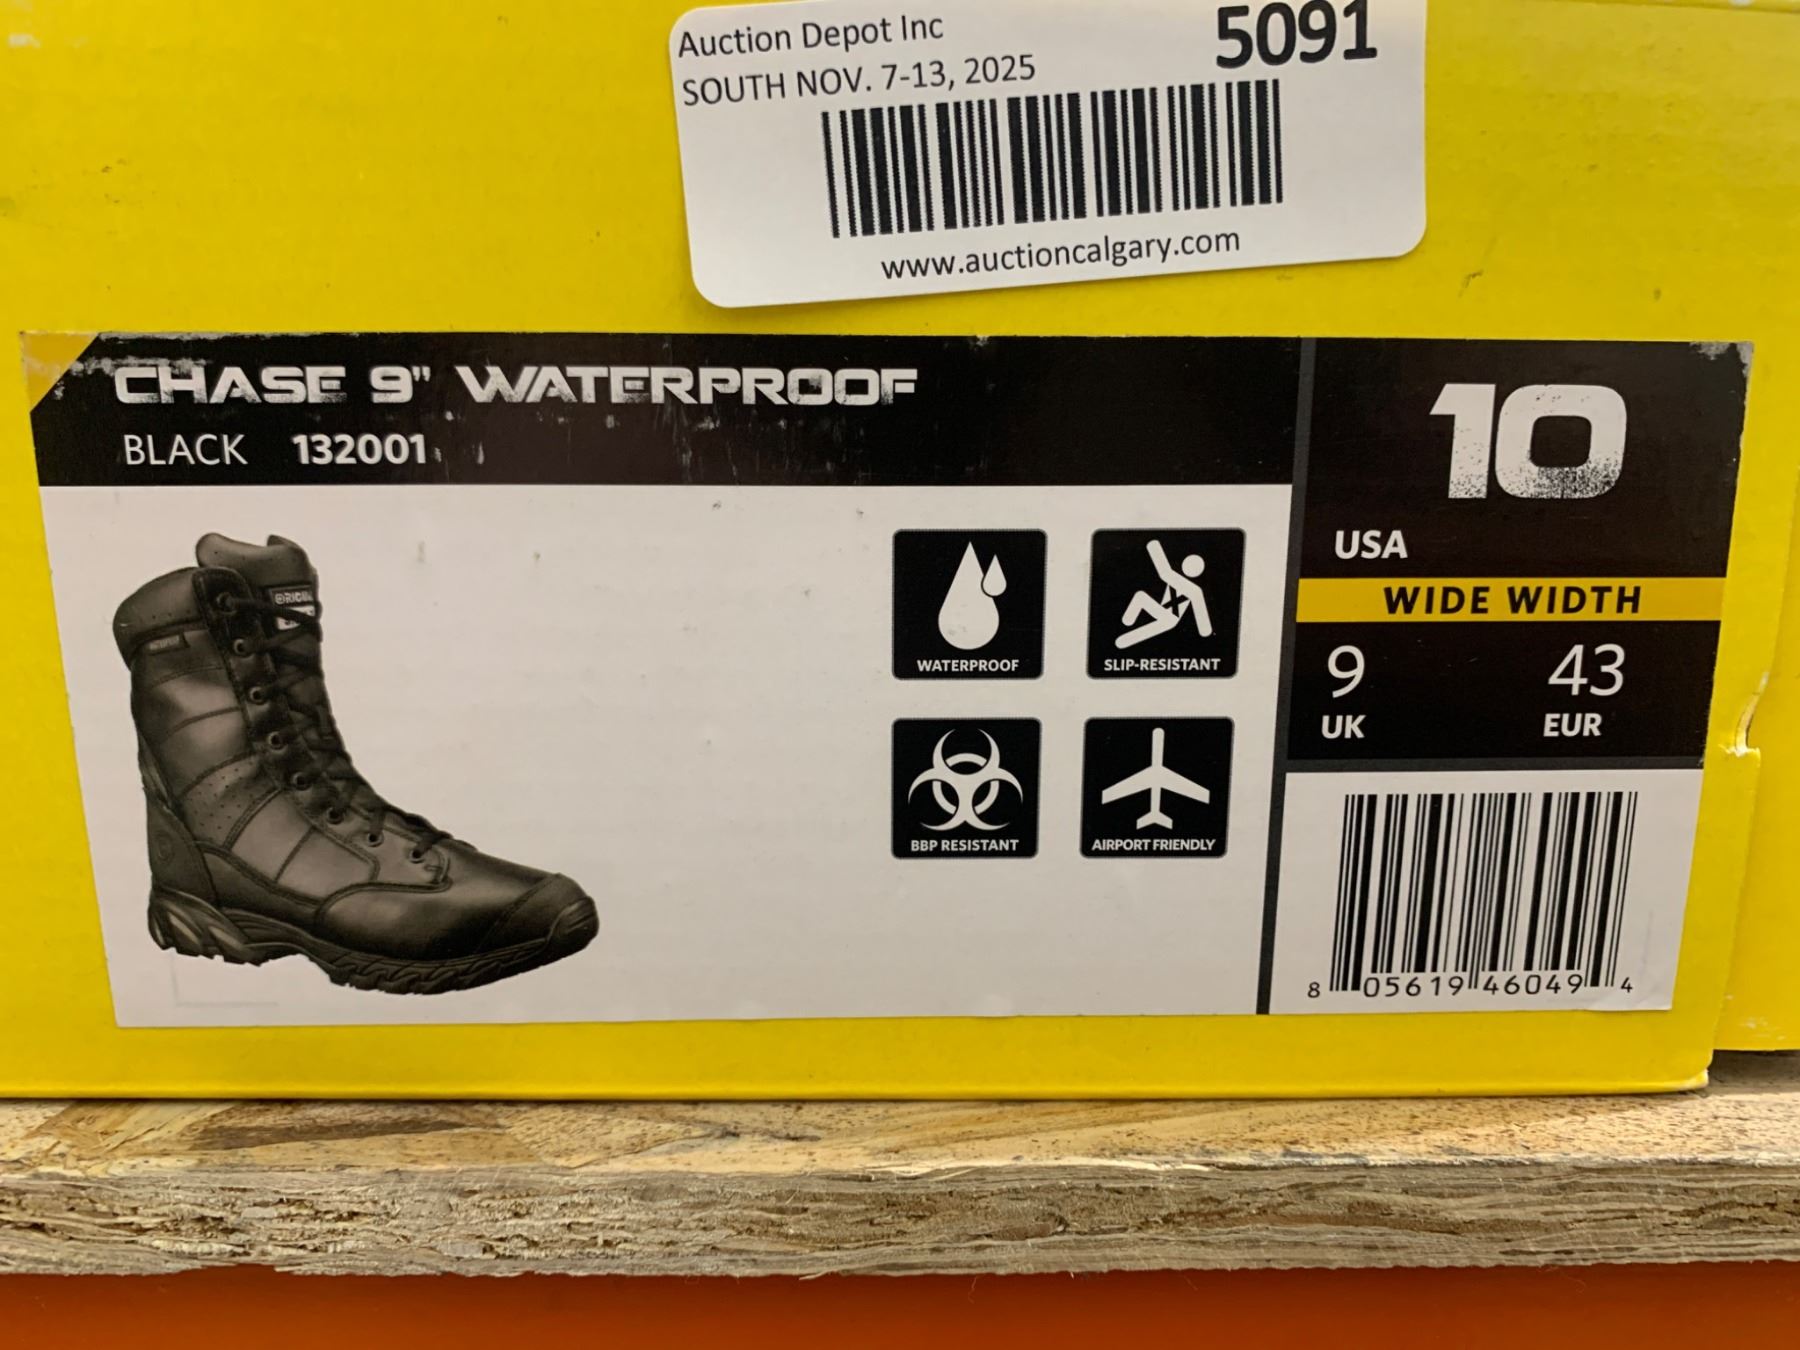 Auction Depot Inc
5091
SOUTH NOV. 7-13, 2025
www.auctioncalgary.com
CHASE 9" WATERPROOF
BLACK 132001
10
USA
WIDE WIDTH
9 43
UK EUR
WATERPROOF
SLIP-RESISTANT
BBP RESISTANT
AIRPORT FRIENDLY
8 05619 46049 4